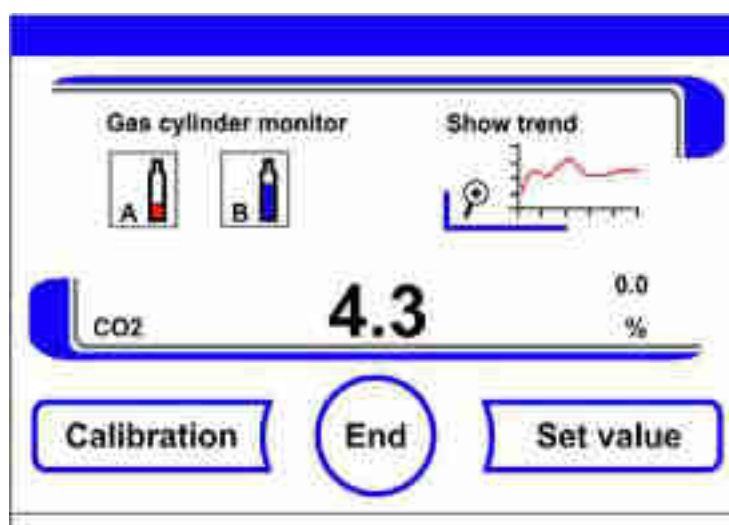 Gas cylinder monitor
Show trend
A
B
0.0
CO2
4.3
%
Calibration
End
Set value